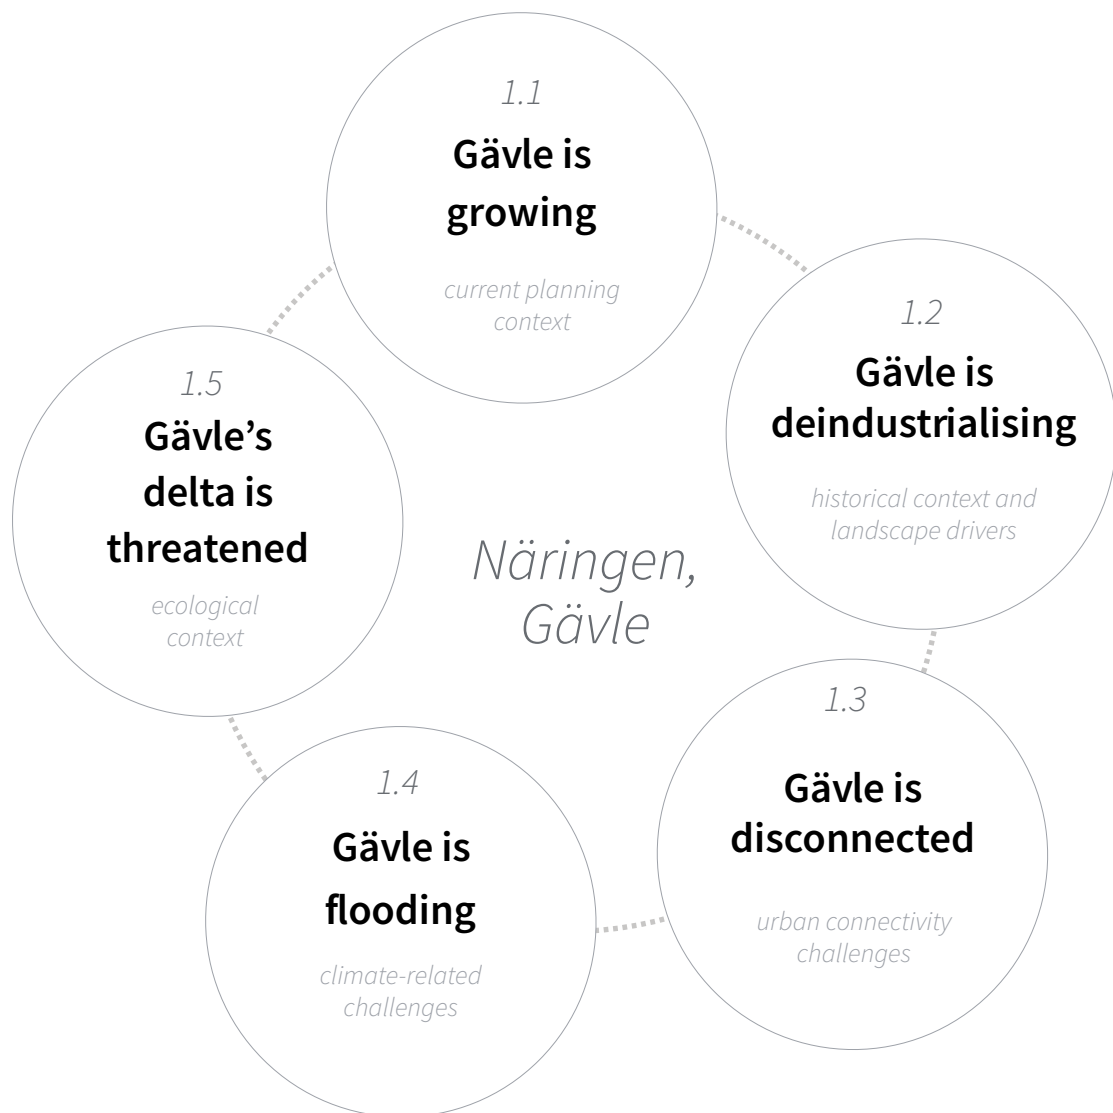 1.1
Gävle is
growing
current planning
context
1.2
Gävle is
deindustrialising
historical context and
landscape drivers
1.3
Gävle is
disconnected
urban connectivity
challenges
1.4
Gävle is
flooding
climate-related
challenges
1.5
Gävle’s
delta is
threatened
ecological
context
Näringen,
Gävle